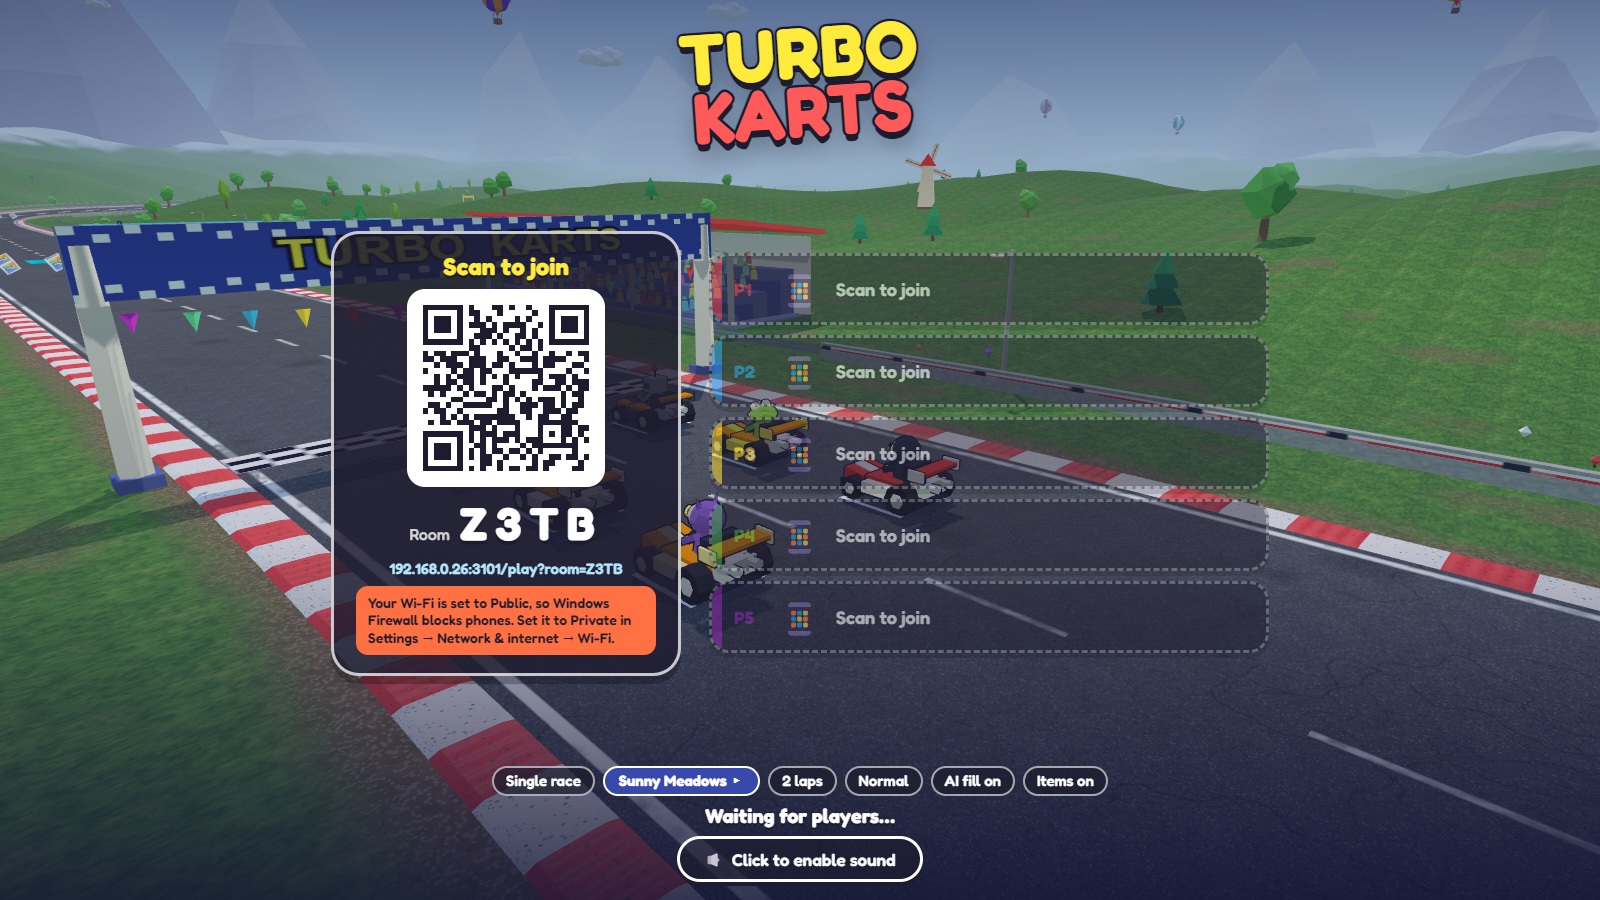 TURBO
KARTS
TURBO KARTS
Scan to join
Room Z3TB
192.168.0.26:3101/play?room=Z3TB
Your Wi-Fi is set to Public, so Windows
Firewall blocks phones. Set it to Private in
Settings → Network & internet → Wi-Fi.
P1 Scan to join
P2 Scan to join
P3 Scan to join
P4 Scan to join
P5 Scan to join
Single race
Sunny Meadows ▸
2 laps
Normal
AI fill on
Items on
Waiting for players...
Click to enable sound